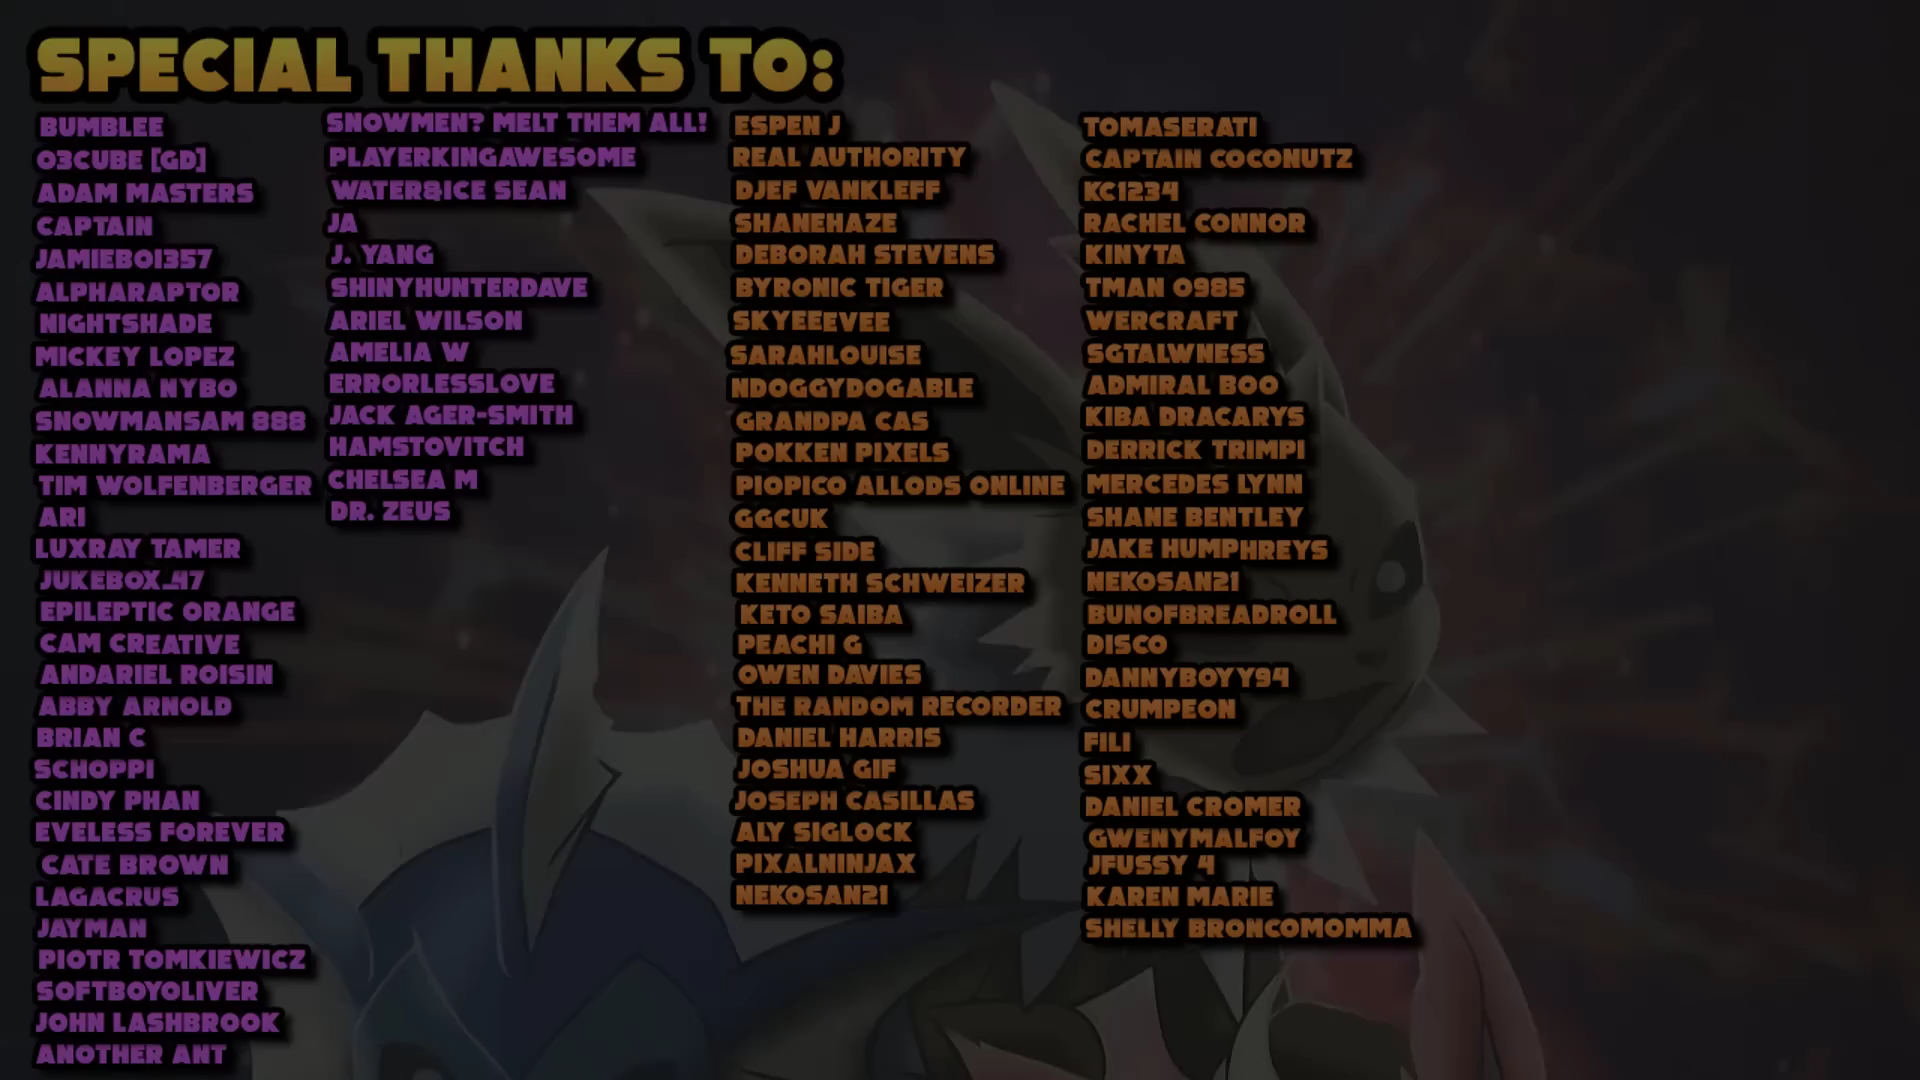 SPECIAL THANKS TO:
BUMBLEE
03CUBE [GD]
ADAM MASTERS
CAPTAIN
JAMIEBOI357
ALPHARAPTOR
NIGHTSHADE
MICKEY LOPEZ
ALANNA NYBO
SNOWMANSAM 888
KENNYRAMA
TIM WOLFENBERGER
ARI
LUXRAY TAMER
JUKEBOX_47
EPILEPTIC ORANGE
CAM CREATIVE
ANDARIEL ROISIN
ABBY ARNOLD
BRIAN C
SCHOPPI
CINDY PHAN
EVELESS FOREVER
CATE BROWN
LAGACRUS
JAYMAN
PIOTR TOMKIEWICZ
SOFTBOYOLIVER
JOHN LASHBROOK
ANOTHER ANT
SNOWMEN? MELT THEM ALL!
PLAYERKINGAWESOME
WATER&ICE SEAN
JA
J. YANG
SHINYHUNTERDAVE
ARIEL WILSON
AMELIA W
ERRORLESSLOVE
JACK AGER-SMITH
HAMSTOVITCH
CHELSEA M
DR. ZEUS
ESPEN J
REAL AUTHORITY
DJEF VANKLEFF
SHANEHAZE
DEBORAH STEVENS
BYRONIC TIGER
SKYEEEVEE
SARAHLOUISE
NDOGGYDOGABLE
GRANDPA CAS
POKKEN PIXELS
PIOPICO ALLODS ONLINE
GGCUK
CLIFF SIDE
KENNETH SCHWEIZER
KETO SAIBA
PEACHI G
OWEN DAVIES
THE RANDOM RECORDER
DANIEL HARRIS
JOSHUA GIF
JOSEPH CASILLAS
ALY SIGLOCK
PIXALNINJAX
NEKOSAN21
TOMASERATI
CAPTAIN COCONUTZ
KC1234
RACHEL CONNOR
KINYTA
TMAN 0985
WERCRAFT
SGTALWNESS
ADMIRAL BOO
KIBA DRACARYS
DERRICK TRIMPI
MERCEDES LYNN
SHANE BENTLEY
JAKE HUMPHREYS
NEKOSAN21
BUNOFBREADROLL
DISCO
DANNYBOYY94
CRUMPEON
FILI
SIXX
DANIEL CROMER
GWENYMALFOY
JFUSSY 4
KAREN MARIE
SHELLY BRONCOMOMMA